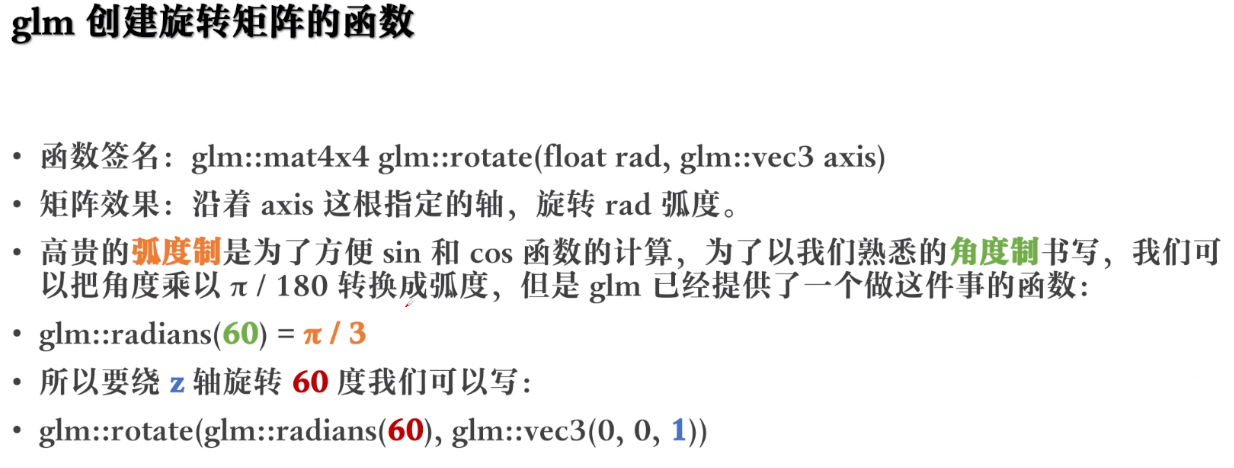 glm 创建旋转矩阵的函数
• 函数签名：glm::mat4x4 glm::rotate(float rad, glm::vec3 axis)
• 矩阵效果：沿着 axis 这根指定的轴，旋转 rad 弧度。
• 高贵的弧度制是为了方便 sin 和 cos 函数的计算，为了以我们熟悉的角度制书写，我们可
以把角度乘以 π / 180 转换成弧度，但是 glm 已经提供了一个做这件事的函数：
• glm::radians(60) = π / 3
• 所以要绕 z 轴旋转 60 度我们可以写：
• glm::rotate(glm::radians(60), glm::vec3(0, 0, 1))